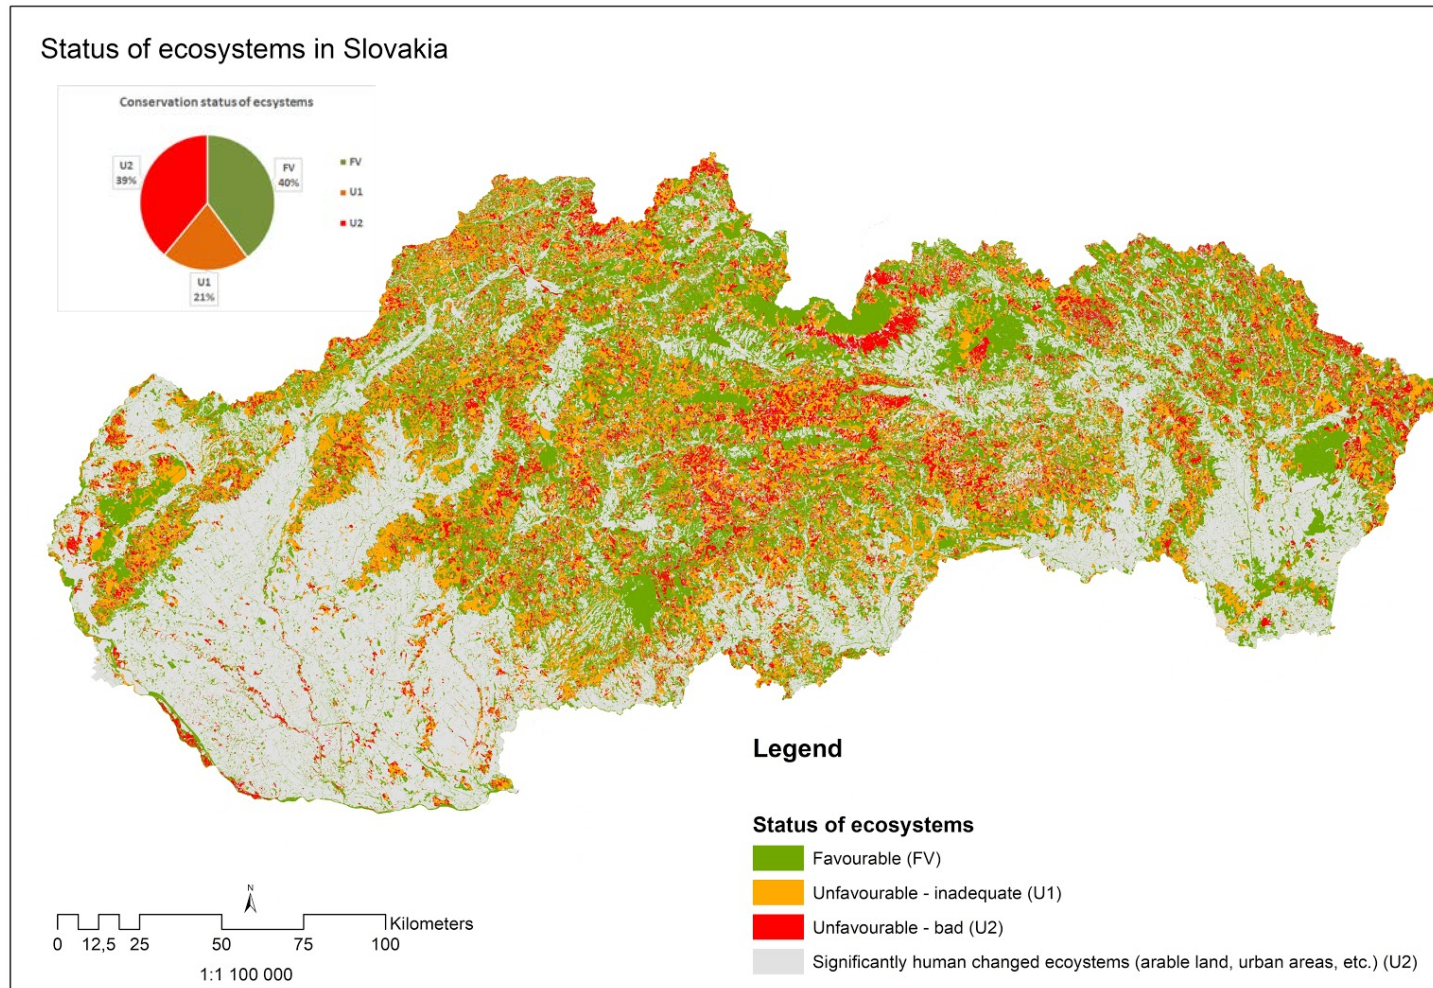 Status of ecosystems in Slovakia
Conservation status of ecsystems
U2
39%
FV
40%
U1
21%
FV
U1
U2
Legend
Status of ecosystems
Favourable (FV)
Unfavourable - inadequate (U1)
Unfavourable - bad (U2)
Significantly human changed ecoystems (arable land, urban areas, etc.) (U2)
N
Kilometers
0 12,5 25 50 75 100
1:1 100 000